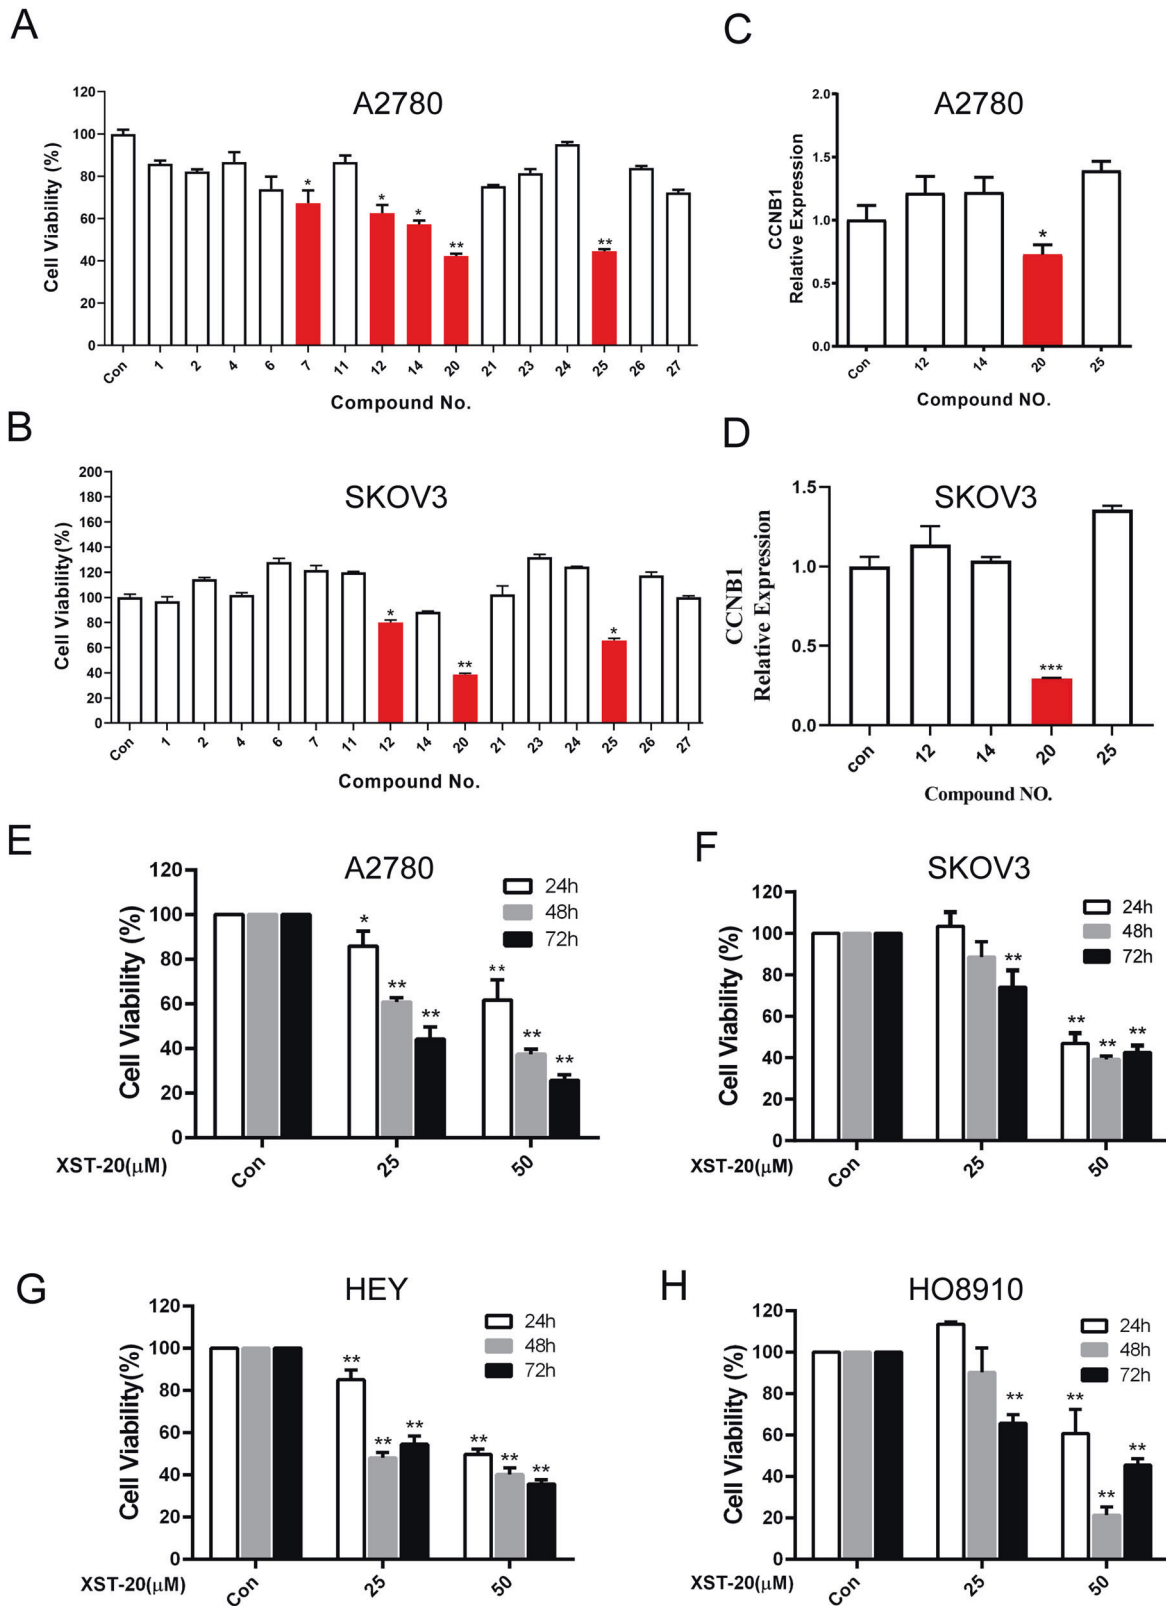 A
A2780
Cell Viability (%)
120
100
80
60
40
20
0
* * * ** **
Con 1 2 4 6 7 11 12 14 20 21 23 24 25 26 27
Compound No.
C
A2780
CCNB1
Relative Expression
2.0
1.5
1.0
0.5
0.0
*
Con 12 14 20 25
Compound NO.
B
SKOV3
Cell Viability(%)
200
180
160
140
120
100
80
60
40
20
0
* ** *
Con 1 2 4 6 7 11 12 14 20 21 23 24 25 26 27
Compound No.
D
SKOV3
CCNB1
Relative Expression
1.5
1.0
0.5
0.0
***
con 12 14 20 25
Compound NO.
E
A2780
Cell Viability (%)
120
100
80
60
40
20
0
24h
48h
72h
* ** ** ** ** **
XST-20(μM) Con 25 50
F
SKOV3
Cell Viability (%)
120
100
80
60
40
20
0
24h
48h
72h
** ** ** **
XST-20(μM) Con 25 50
G
HEY
Cell Viability(%)
120
100
80
60
40
20
0
24h
48h
72h
** ** ** ** ** **
XST-20(μM) Con 25 50
H
HO8910
Cell Viability (%)
120
100
80
60
40
20
0
24h
48h
72h
** ** ** **
XST-20(μM) Con 25 50